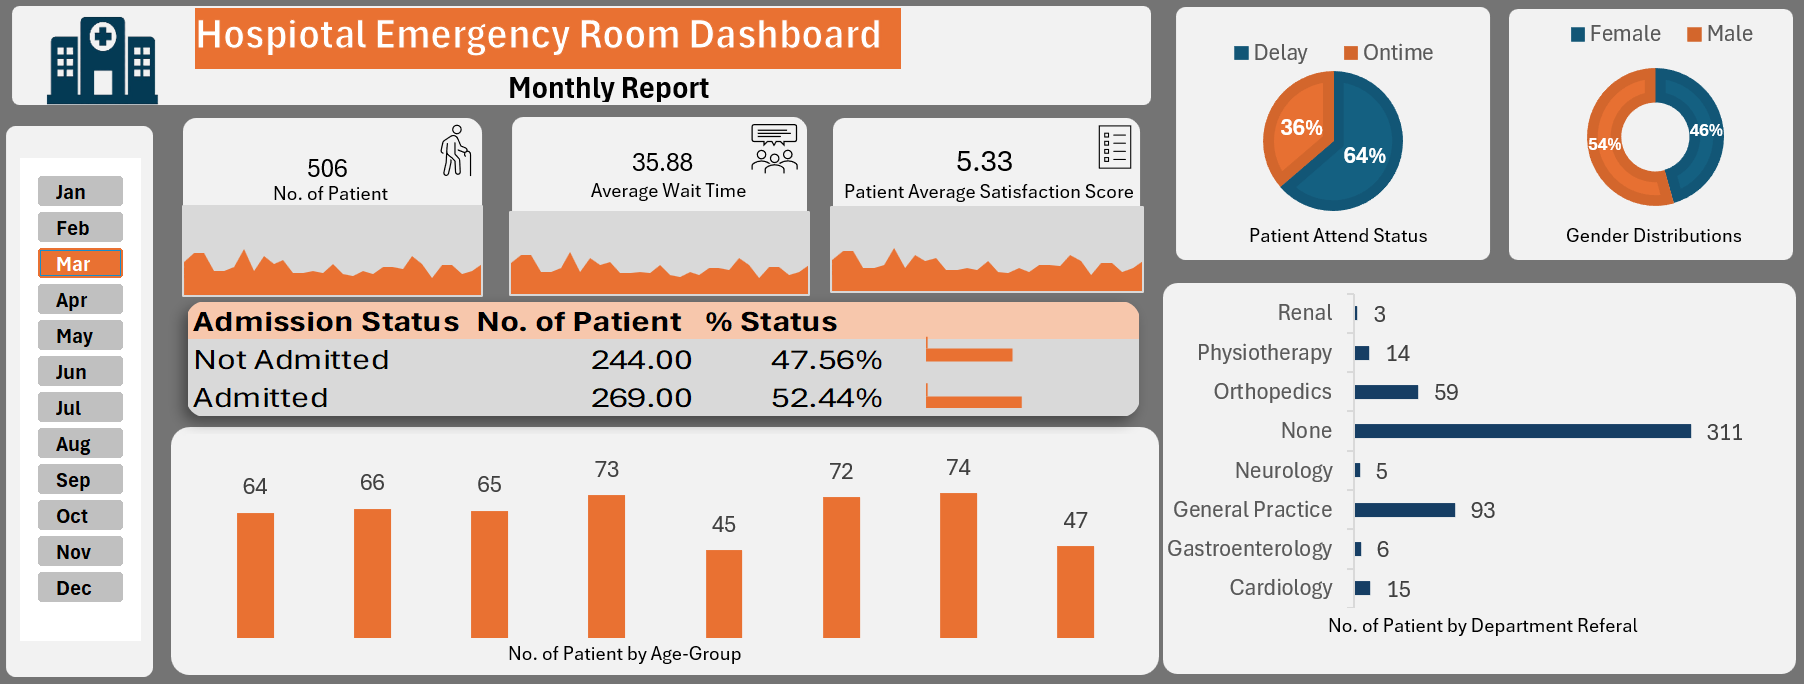 Hospiotal Emergency Room Dashboard
Monthly Report
Jan
Feb
Mar
Apr
May
Jun
Jul
Aug
Sep
Oct
Nov
Dec
506
No. of Patient
35.88
Average Wait Time
5.33
Patient Average Satisfaction Score
Delay Ontime
36%
64%
Patient Attend Status
Female Male
46%
54%
Gender Distributions
Admission Status No. of Patient % Status
Not Admitted 244.00 47.56%
Admitted 269.00 52.44%
64 66 65 73 45 72 74 47
No. of Patient by Age-Group
Renal 3
Physiotherapy 14
Orthopedics 59
None 311
Neurology 5
General Practice 93
Gastroenterology 6
Cardiology 15
No. of Patient by Department Referal